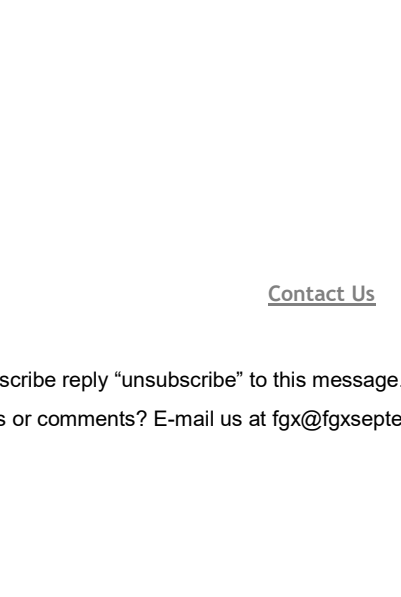 Contact Us
scribe reply “unsubscribe” to this message.
s or comments? E-mail us at fgx@fgxsepte